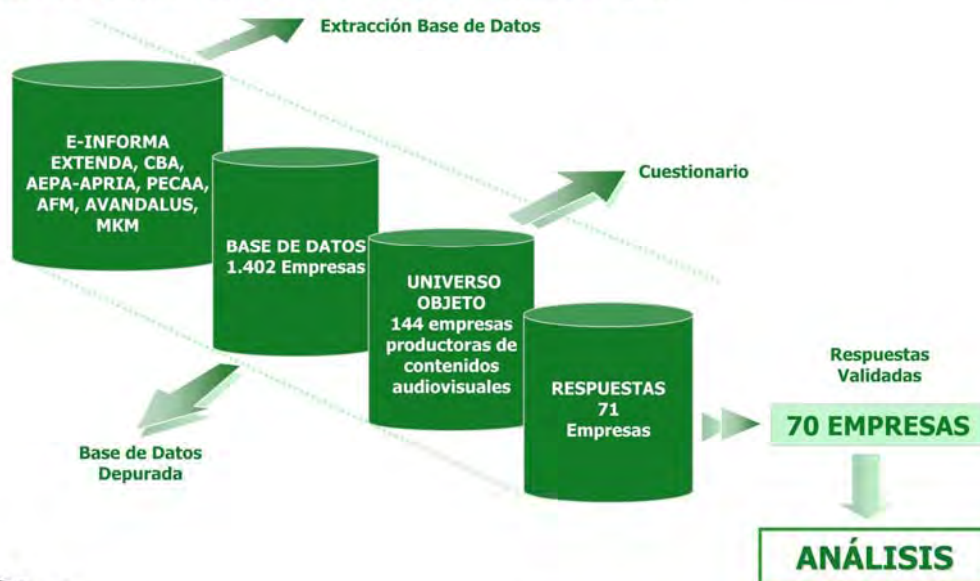 Extracción Base de Datos
E-INFORMA
EXTENDA, CBA,
AEPA-APRIA, PECAA,
AFM, AVANDALUS,
MKM
BASE DE DATOS
1.402 Empresas
Cuestionario
UNIVERSO
OBJETO
144 empresas
productoras de
contenidos
audiovisuales
RESPUESTAS
71
Empresas
Base de Datos
Depurada
Respuestas
Validadas
70 EMPRESAS
ANÁLISIS